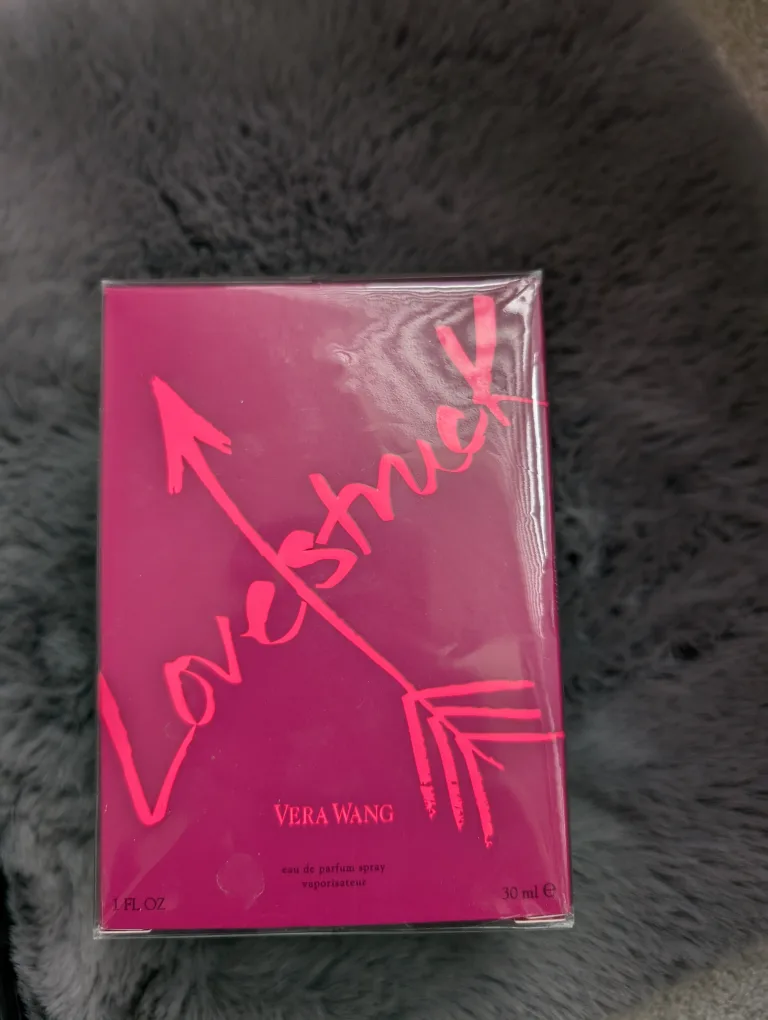 Lovestruck
VERA WANG
eau de parfum spray
vaporisateur
1 FL OZ
30 ml ℮